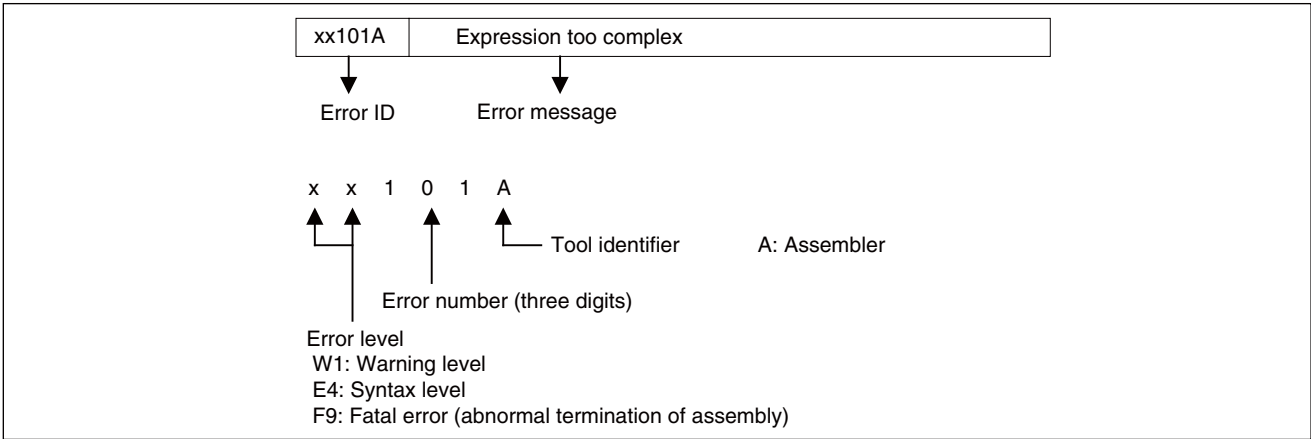 xx101A Expression too complex
Error ID Error message
x x 1 0 1 A
Tool identifier A: Assembler
Error number (three digits)
Error level
W1: Warning level
E4: Syntax level
F9: Fatal error (abnormal termination of assembly)